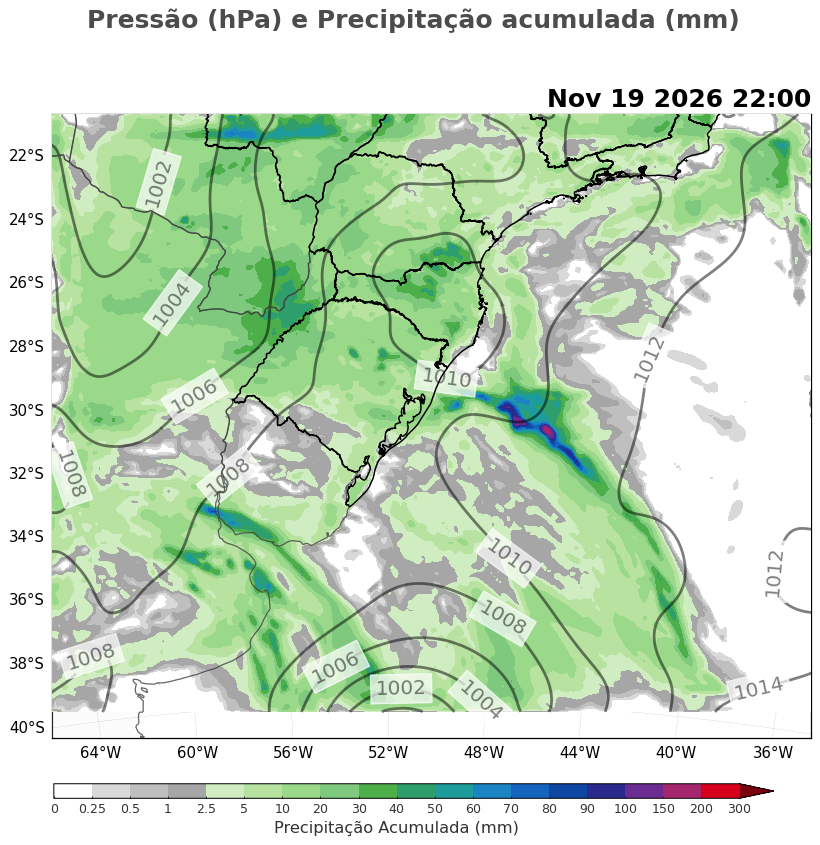 Pressão (hPa) e Precipitação acumulada (mm)
Nov 19 2026 22:00
22°S
24°S
26°S
28°S
30°S
32°S
34°S
36°S
38°S
40°S
1002
1004
1006
1008
1008
1010
1012
1010
1008
1012
1008
1006
1002
1004
1014
64°W 60°W 56°W 52°W 48°W 44°W 40°W 36°W
0 0.25 0.5 1 2.5 5 10 20 30 40 50 60 70 80 90 100 150 200 300
Precipitação Acumulada (mm)